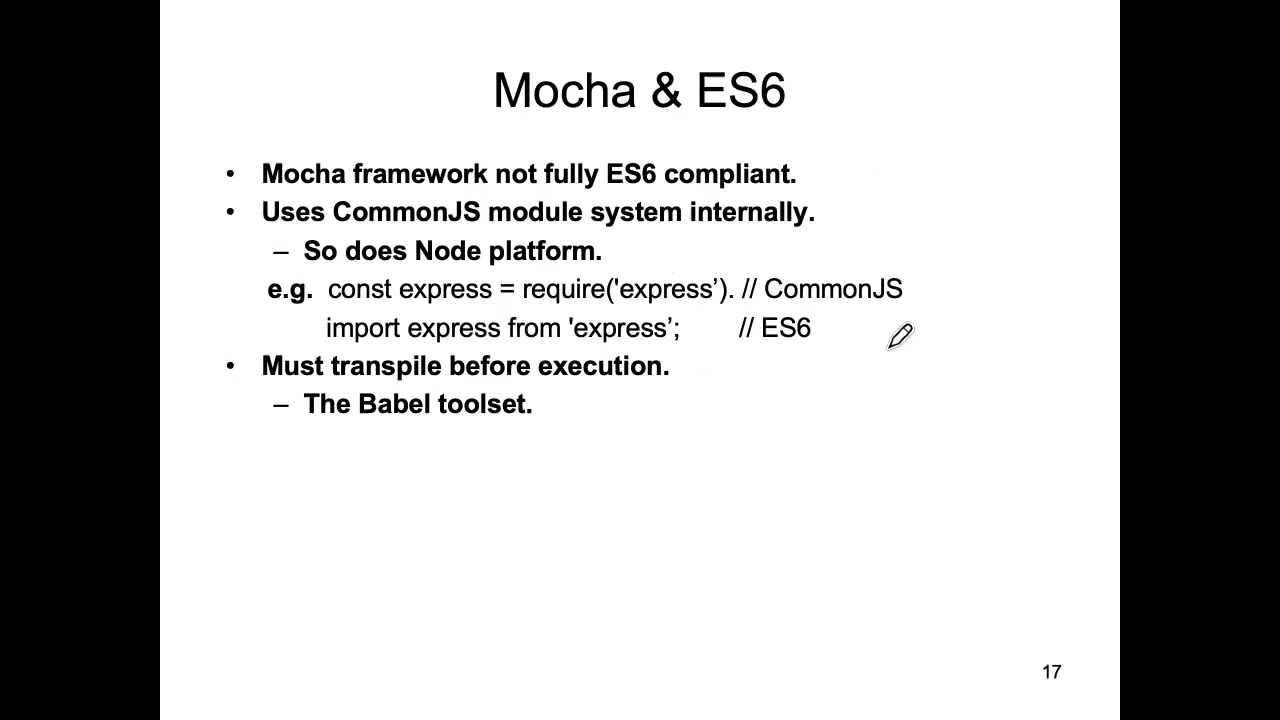 Mocha & ES6
• Mocha framework not fully ES6 compliant.
• Uses CommonJS module system internally.
– So does Node platform.
e.g. const express = require('express’). // CommonJS
import express from 'express’; // ES6
• Must transpile before execution.
– The Babel toolset.
17